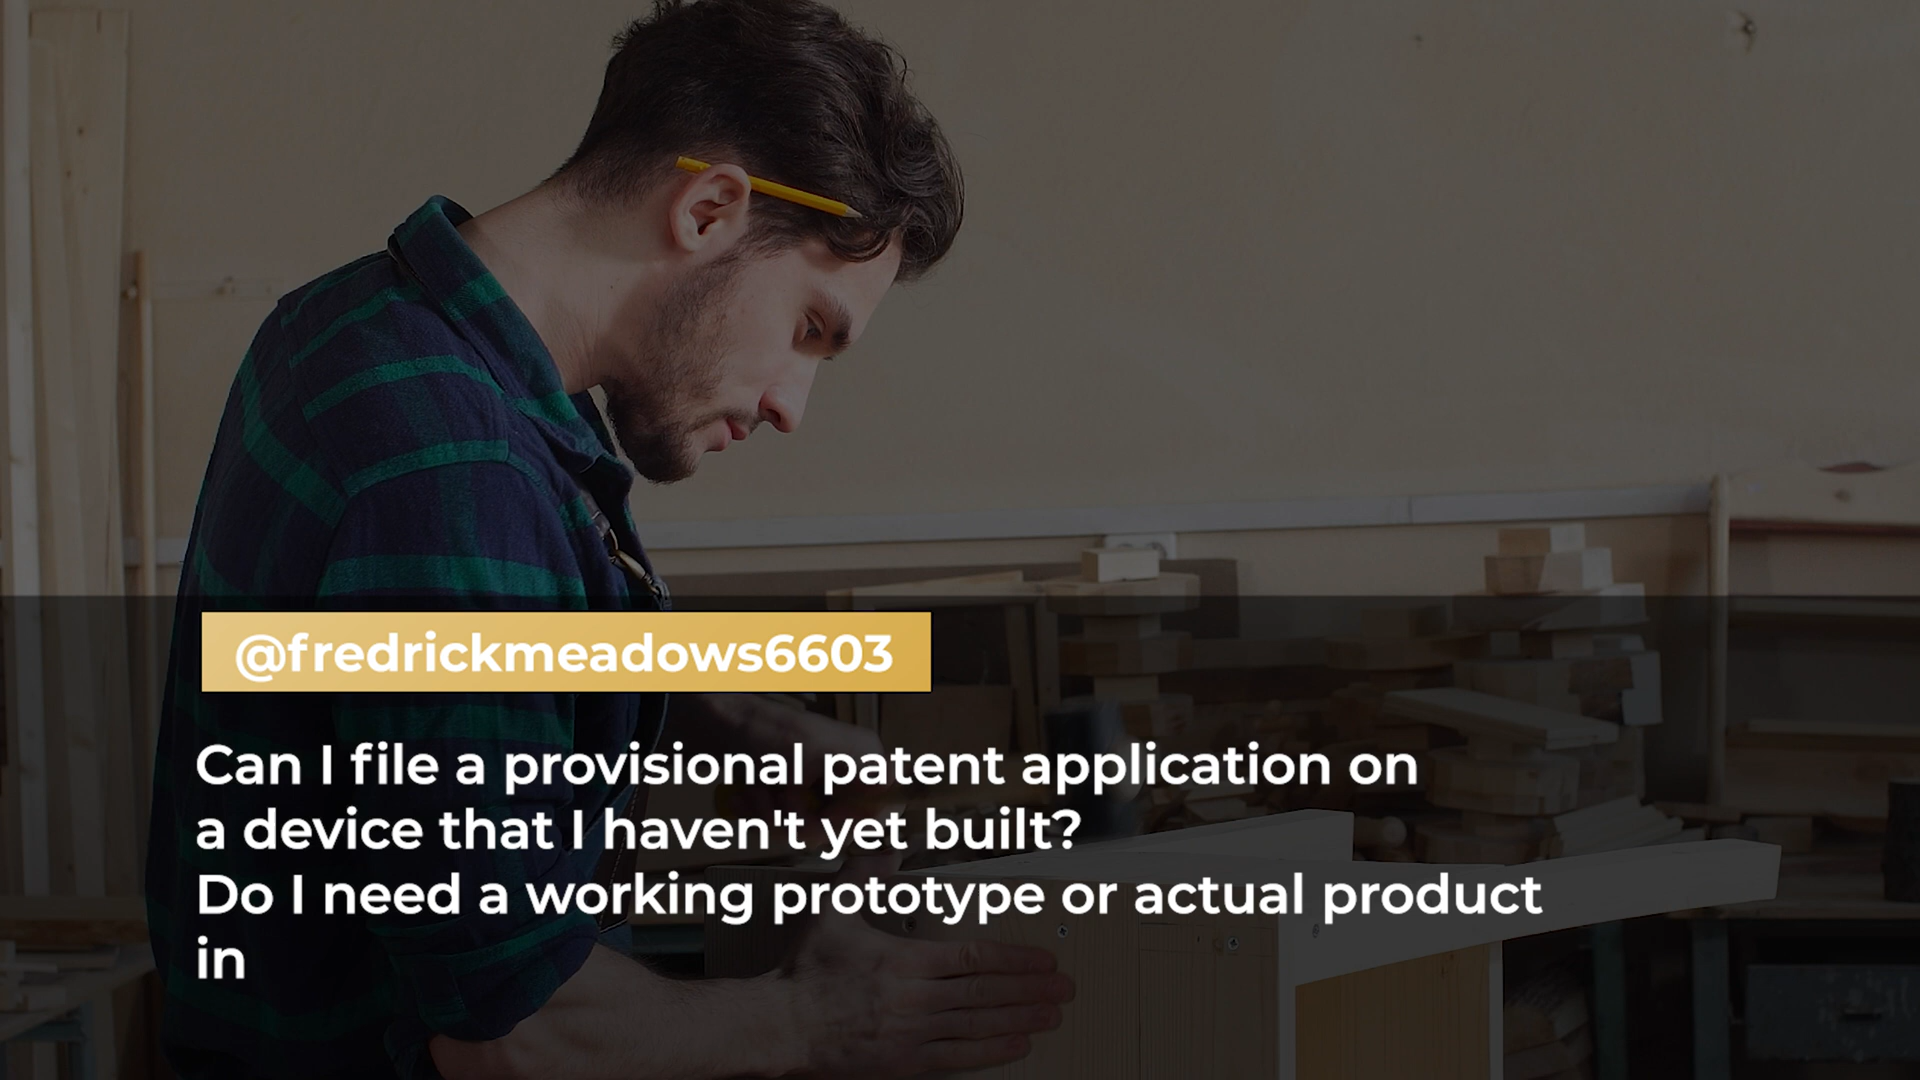 @fredrickmeadows6603
Can I file a provisional patent application on
a device that I haven't yet built?
Do I need a working prototype or actual product
in